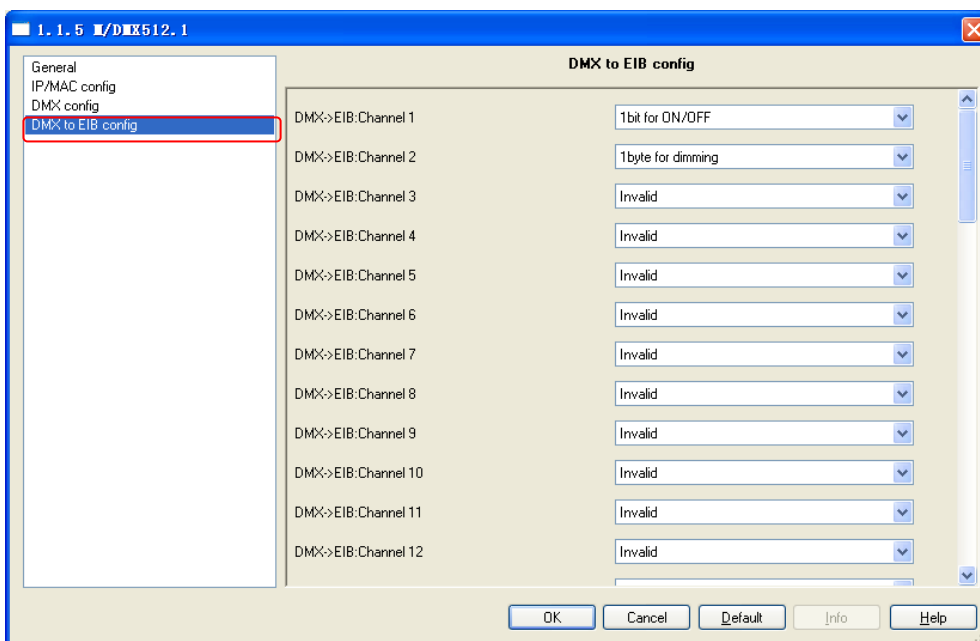 1.1.5 M/DMX512.1
General
IP/MAC config
DMX config
DMX to EIB config
DMX to EIB config
DMX->EIB:Channel 1 1bit for ON/OFF
DMX->EIB:Channel 2 1byte for dimming
DMX->EIB:Channel 3 Invalid
DMX->EIB:Channel 4 Invalid
DMX->EIB:Channel 5 Invalid
DMX->EIB:Channel 6 Invalid
DMX->EIB:Channel 7 Invalid
DMX->EIB:Channel 8 Invalid
DMX->EIB:Channel 9 Invalid
DMX->EIB:Channel 10 Invalid
DMX->EIB:Channel 11 Invalid
DMX->EIB:Channel 12 Invalid
OK Cancel Default Info Help